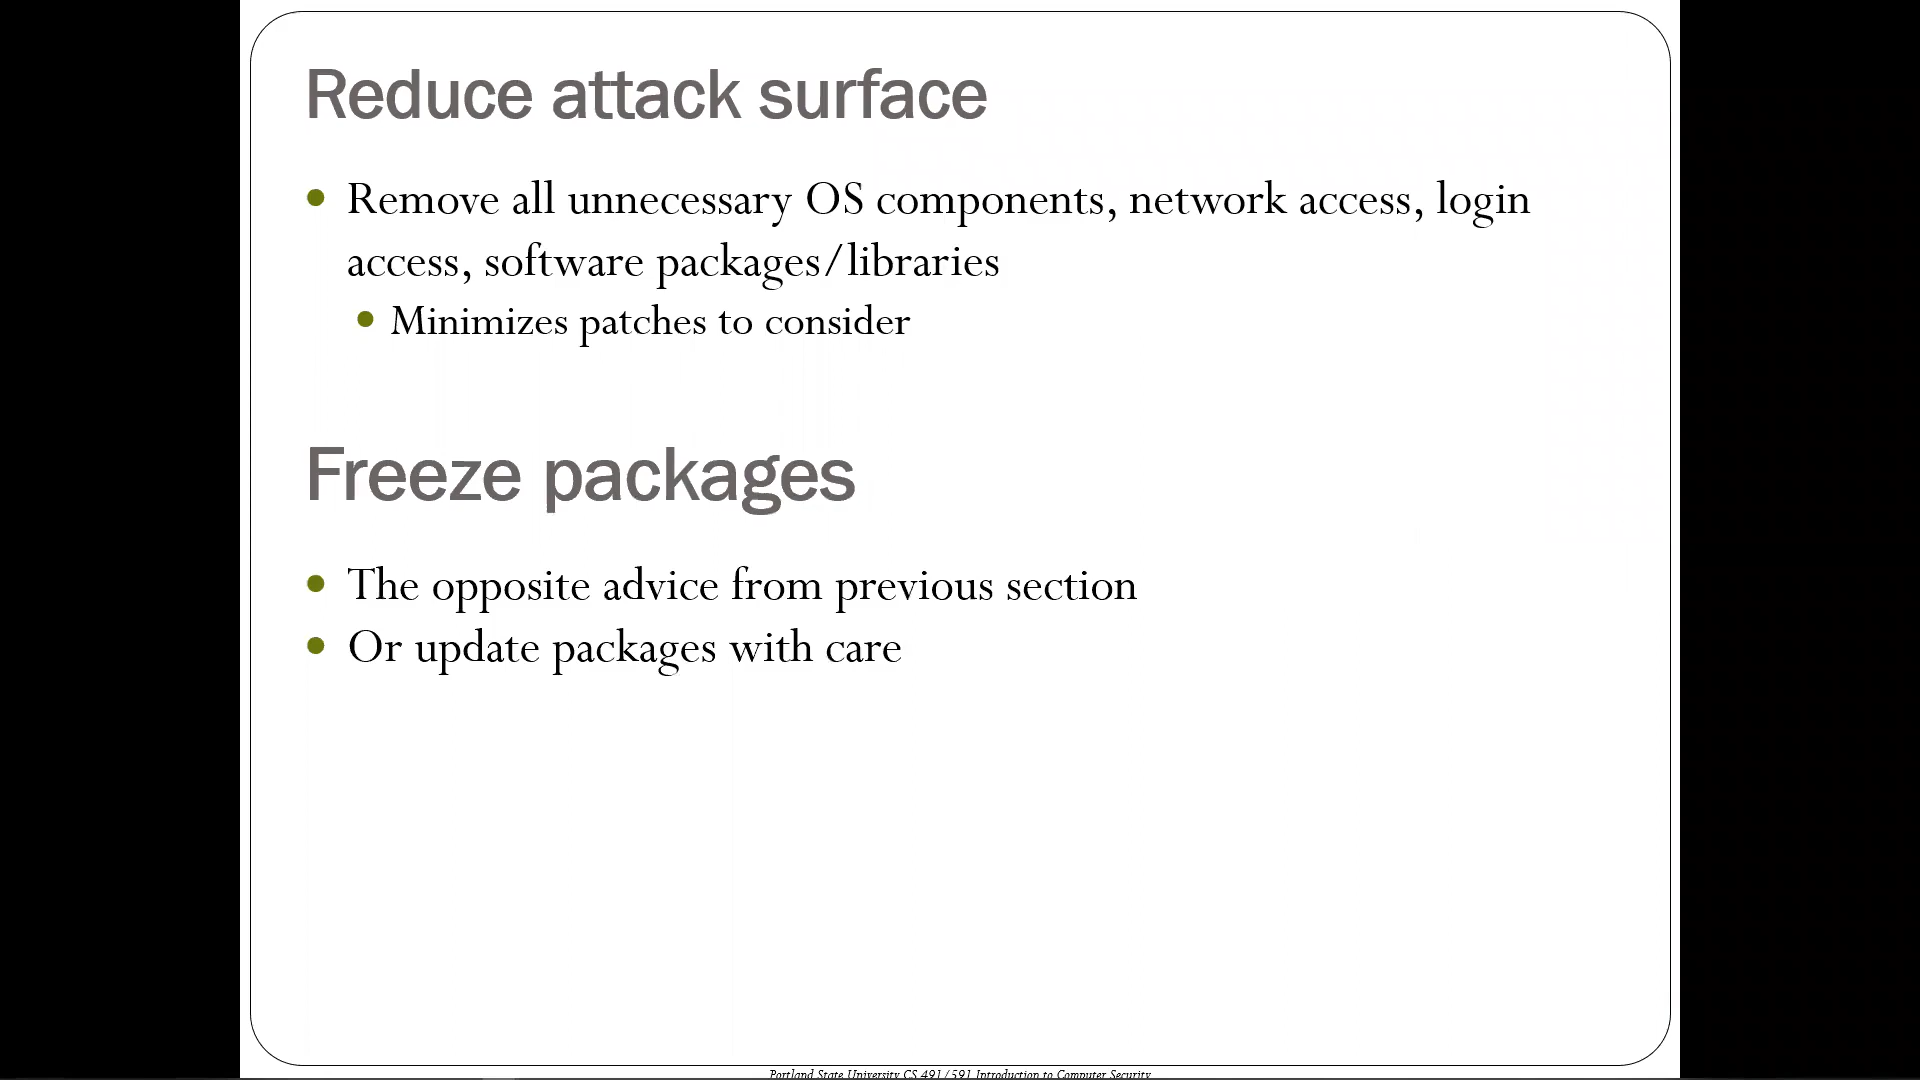 Reduce attack surface
Remove all unnecessary OS components, network access, login
access, software packages/libraries
Minimizes patches to consider
Freeze packages
The opposite advice from previous section
Or update packages with care
Portland State University CS 491/591 Introduction to Computer Security